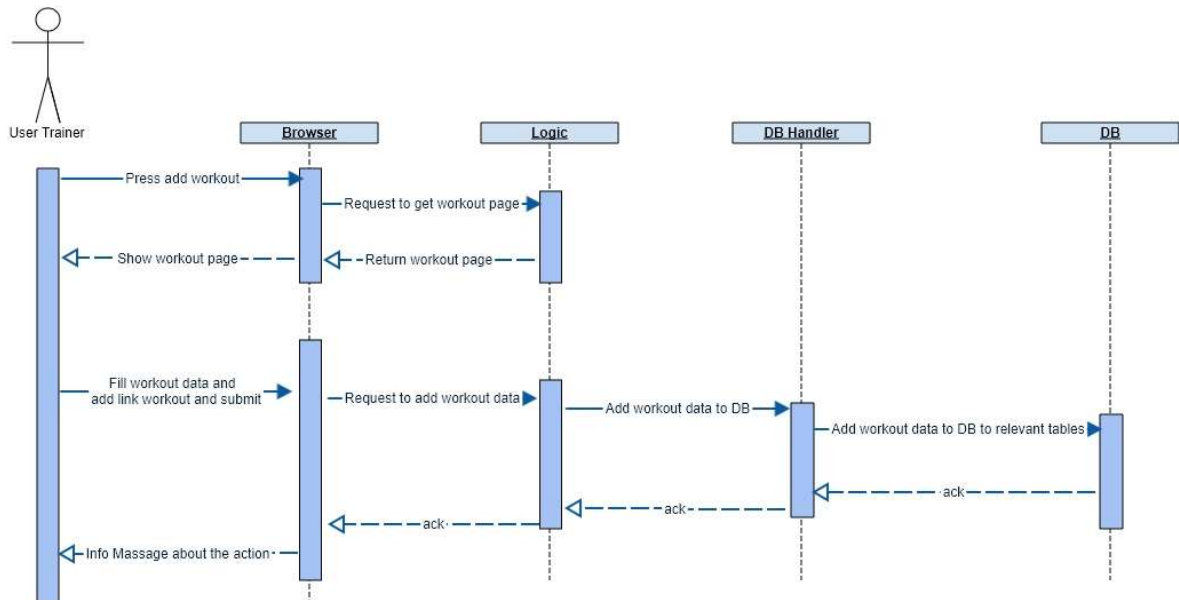 User Trainer
Browser
Logic
DB Handler
DB
Press add workout
Request to get workout page
Show workout page
Return workout page
Fill workout data and
add link workout and submit
Request to add workout data
Add workout data to DB
Add workout data to DB to relevant tables
ack
ack
ack
Info Massage about the action